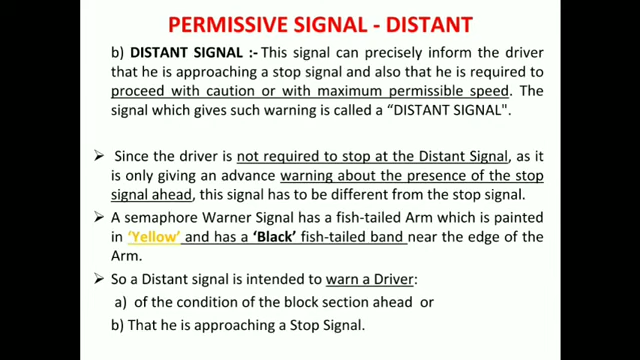 PERMISSIVE SIGNAL - DISTANT
b) DISTANT SIGNAL :- This signal can precisely inform the driver
that he is approaching a stop signal and also that he is required to
proceed with caution or with maximum permissible speed. The
signal which gives such warning is called a “DISTANT SIGNAL".
➢ Since the driver is not required to stop at the Distant Signal, as it
is only giving an advance warning about the presence of the stop
signal ahead, this signal has to be different from the stop signal.
➢ A semaphore Warner Signal has a fish-tailed Arm which is painted
in ‘Yellow’ and has a ‘Black’ fish-tailed band near the edge of the
Arm.
➢ So a Distant signal is intended to warn a Driver:
a) of the condition of the block section ahead or
b) That he is approaching a Stop Signal.